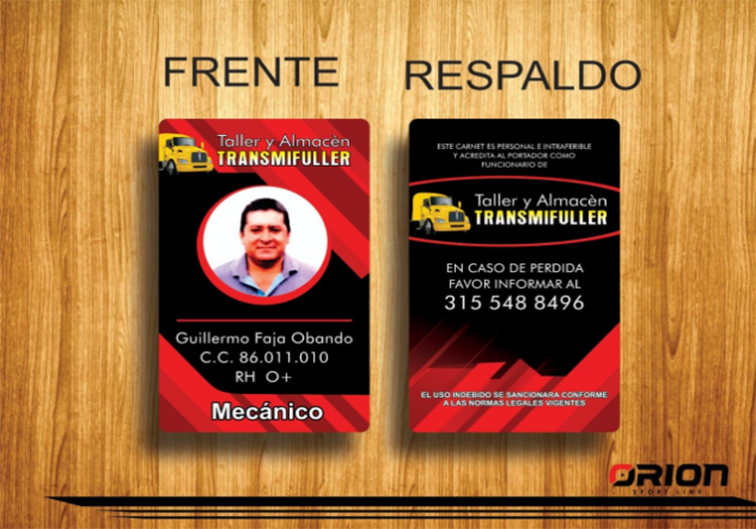 FRENTE
RESPALDO
Taller y Almacèn
TRANSMIFULLER
Guillermo Faja Obando
C.C. 86.011.010
RH O+
Mecánico
ESTE CARNET ES PERSONAL E INTRAFERIBLE
Y ACREDITA AL PORTADOR COMO
FUNCIONARIO DE
Taller y Almacèn
TRANSMIFULLER
EN CASO DE PERDIDA
FAVOR INFORMAR AL
315 548 8496
EL USO INDEBIDO SE SANCIONARA CONFORME
A LAS NORMAS LEGALES VIGENTES
ORION
SPORT LINE